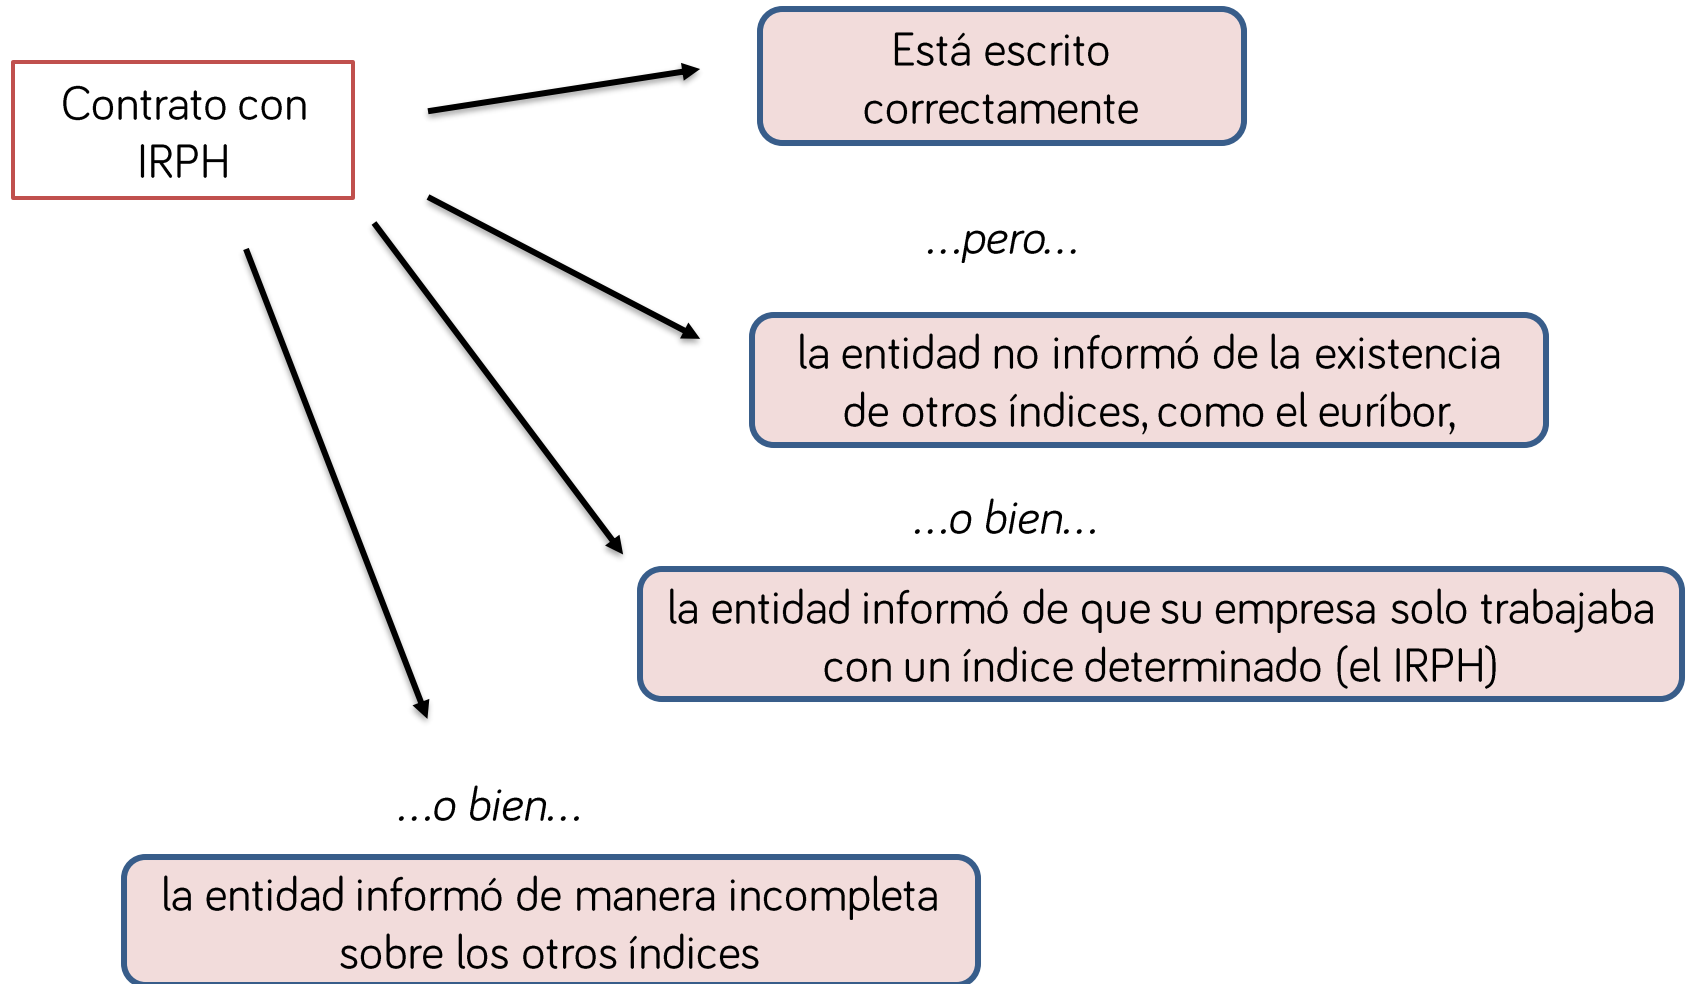 Contrato con
IRPH
Está escrito
correctamente
...pero...
la entidad no informó de la existencia
de otros índices, como el euríbor,
...o bien...
la entidad informó de que su empresa solo trabajaba
con un índice determinado (el IRPH)
...o bien...
la entidad informó de manera incompleta
sobre los otros índices